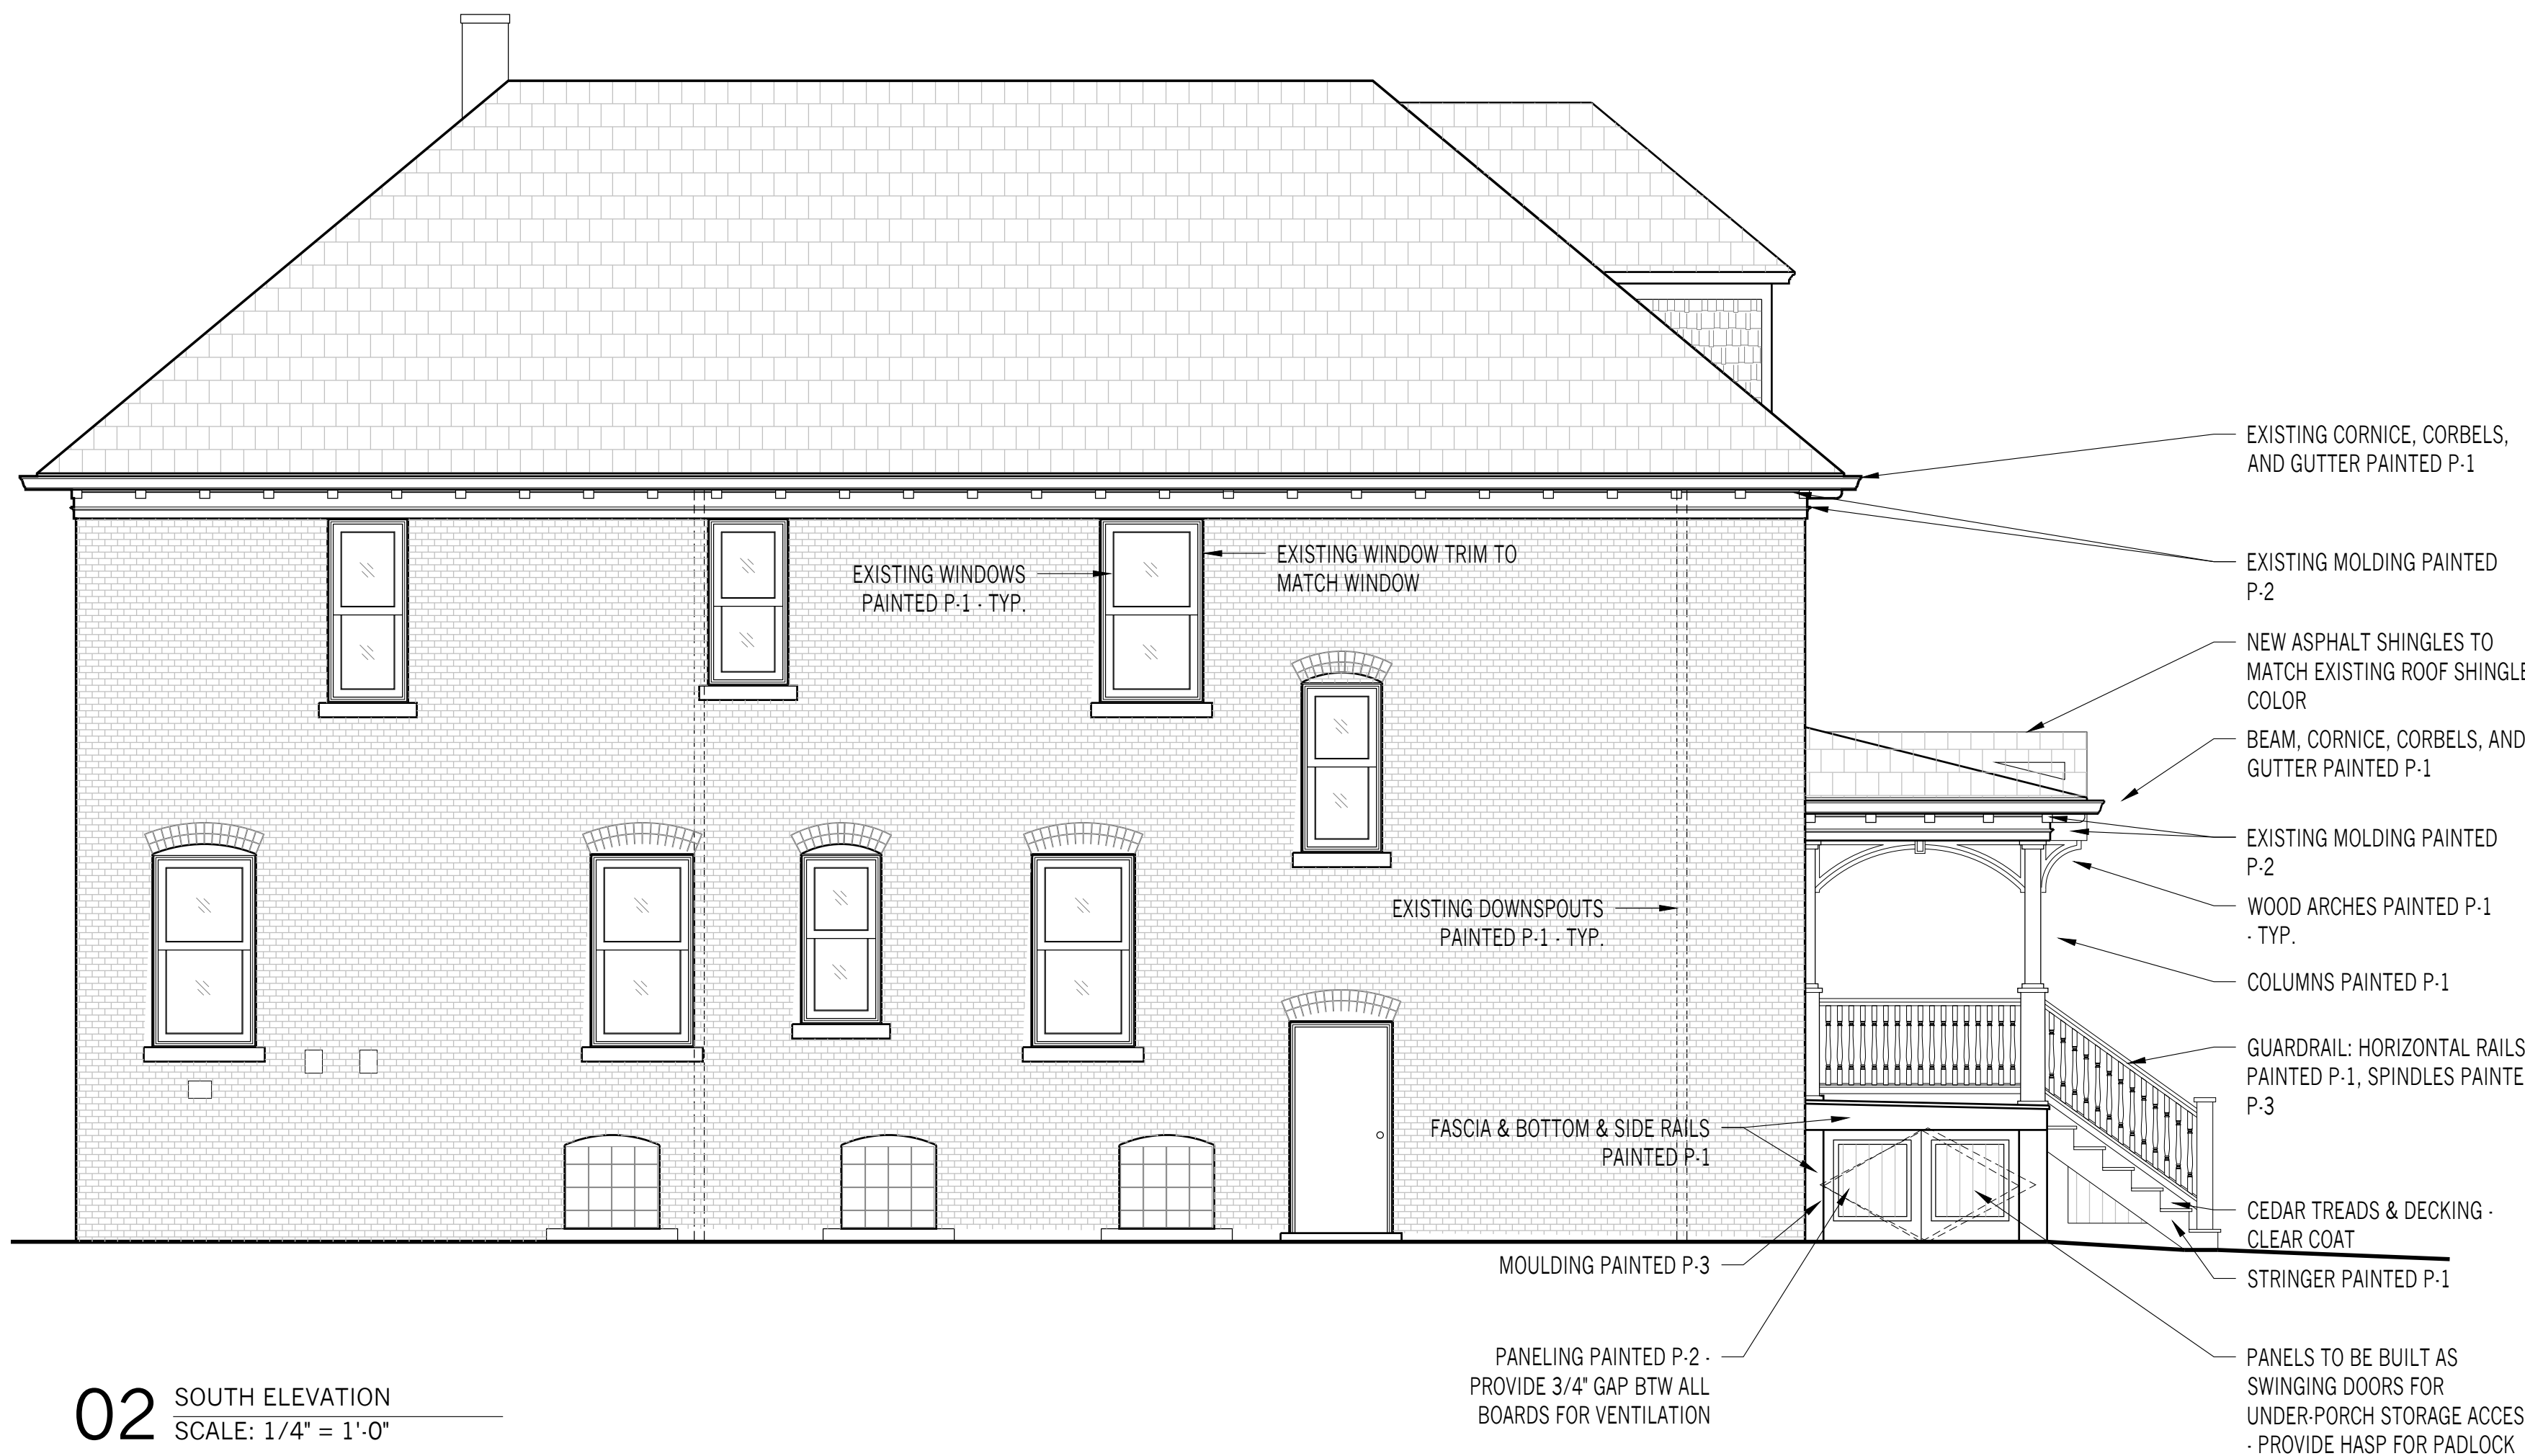 EXISTING CORNICE, CORBELS,
AND GUTTER PAINTED P-1
EXISTING WINDOWS
PAINTED P-1 - TYP.
EXISTING WINDOW TRIM TO
MATCH WINDOW
EXISTING MOLDING PAINTED
P-2
NEW ASPHALT SHINGLES TO
MATCH EXISTING ROOF SHINGLE
COLOR
BEAM, CORNICE, CORBELS, AND
GUTTER PAINTED P-1
EXISTING MOLDING PAINTED
P-2
EXISTING DOWNSPOUTS
PAINTED P-1 - TYP.
WOOD ARCHES PAINTED P-1
- TYP.
COLUMNS PAINTED P-1
GUARDRAIL: HORIZONTAL RAILS
PAINTED P-1, SPINDLES PAINTE
P-3
FASCIA & BOTTOM & SIDE RAILS
PAINTED P-1
CEDAR TREADS & DECKING -
CLEAR COAT
MOULDING PAINTED P-3
STRINGER PAINTED P-1
PANELING PAINTED P-2 -
PROVIDE 3/4" GAP BTW ALL
BOARDS FOR VENTILATION
PANELS TO BE BUILT AS
SWINGING DOORS FOR
UNDER-PORCH STORAGE ACCES
- PROVIDE HASP FOR PADLOCK
02 SOUTH ELEVATION
SCALE: 1/4" = 1'-0"